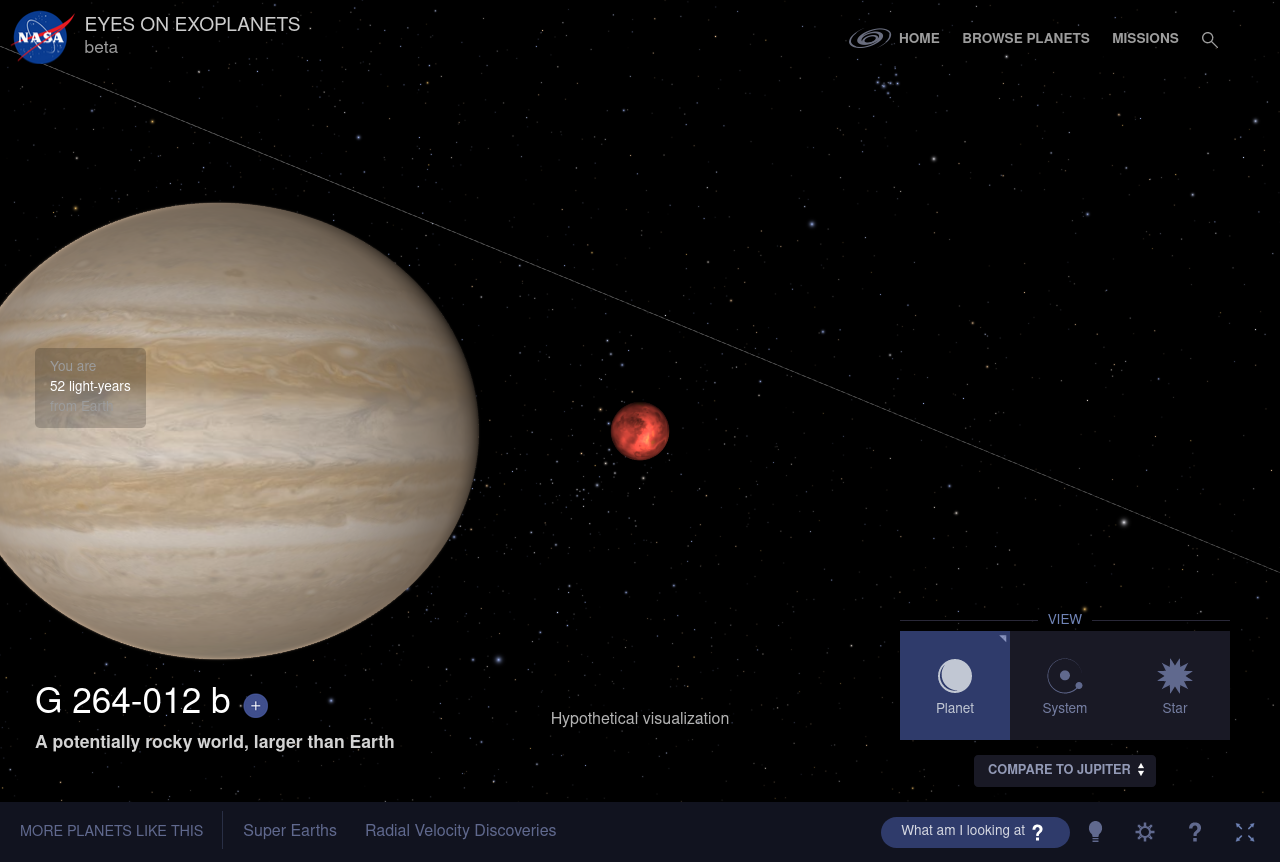 NASA
EYES ON EXOPLANETS
beta
HOME
BROWSE PLANETS
MISSIONS
You are
52 light-years
from Earth
G 264-012 b
+
A potentially rocky world, larger than Earth
Hypothetical visualization
VIEW
Planet
System
Star
COMPARE TO JUPITER
MORE PLANETS LIKE THIS
Super Earths
Radial Velocity Discoveries
What am I looking at ?
?